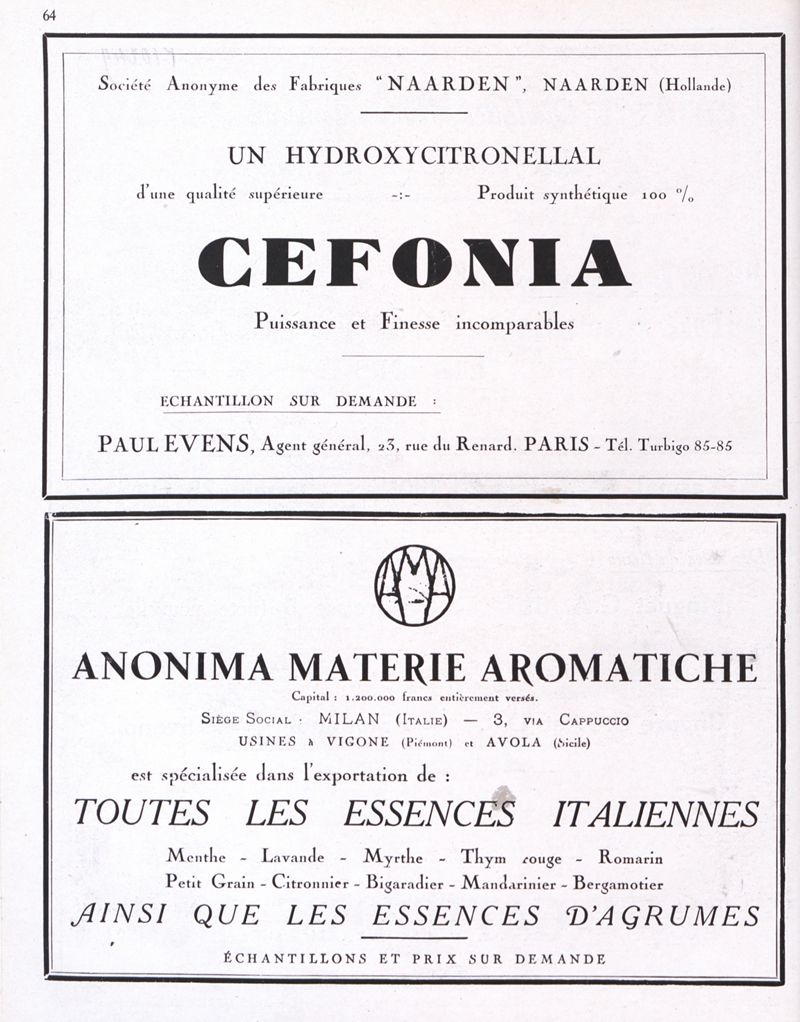 64
Société Anonyme des Fabriques “NAARDEN”, NAARDEN (Hollande)
UN HYDROXYCITRONELLAL
d'une qualité supérieure -:- Produit synthétique 100 %
CEFONIA
Puissance et Finesse incomparables
ECHANTILLON SUR DEMANDE :
PAUL EVENS, Agent général, 23, rue du Renard. PARIS - Tél. Turbigo 85-85
ANONIMA MATERIE AROMATICHE
Capital : 1.200.000 francs entièrement versés.
SIÈGE SOCIAL : MILAN (ITALIE) — 3, VIA CAPPUCCIO
USINES à VIGONE (Piémont) et AVOLA (Sicile)
est spécialisée dans l'exportation de :
TOUTES LES ESSENCES ITALIENNES
Menthe - Lavande - Myrthe - Thym rouge - Romarin
Petit Grain - Citronnier - Bigaradier - Mandarinier - Bergamotier
AINSI QUE LES ESSENCES D'AGRUMES
ÉCHANTILLONS ET PRIX SUR DEMANDE